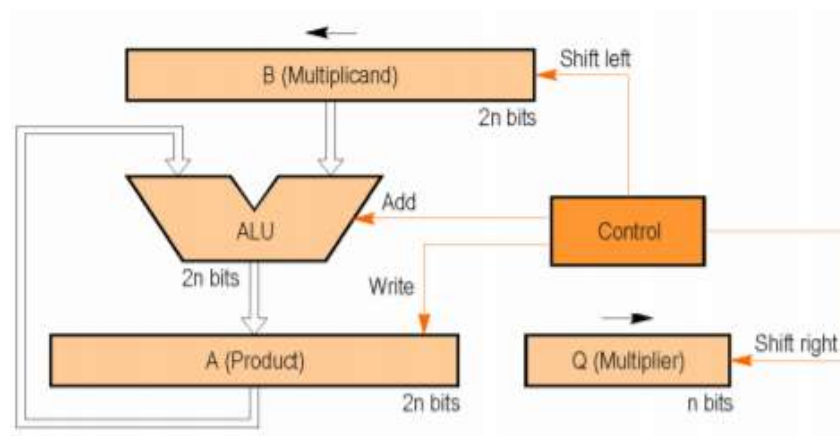 Shift left
B (Multiplicand)
2n bits
Add
ALU
Control
2n bits
Write
Shift right
A (Product)
Q (Multiplier)
2n bits
n bits